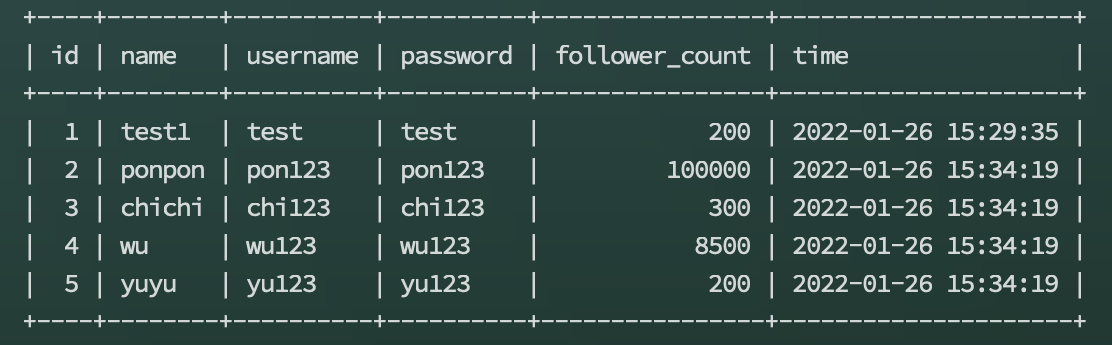 +----+--------+----------+----------+----------------+---------------------+
| id | name   | username | password | follower_count | time                |
+----+--------+----------+----------+----------------+---------------------+
|  1 | test1  | test     | test     |            200 | 2022-01-26 15:29:35 |
|  2 | ponpon | pon123   | pon123   |         100000 | 2022-01-26 15:34:19 |
|  3 | chichi | chi123   | chi123   |            300 | 2022-01-26 15:34:19 |
|  4 | wu     | wu123    | wu123    |           8500 | 2022-01-26 15:34:19 |
|  5 | yuyu   | yu123    | yu123    |            200 | 2022-01-26 15:34:19 |
+----+--------+----------+----------+----------------+---------------------+